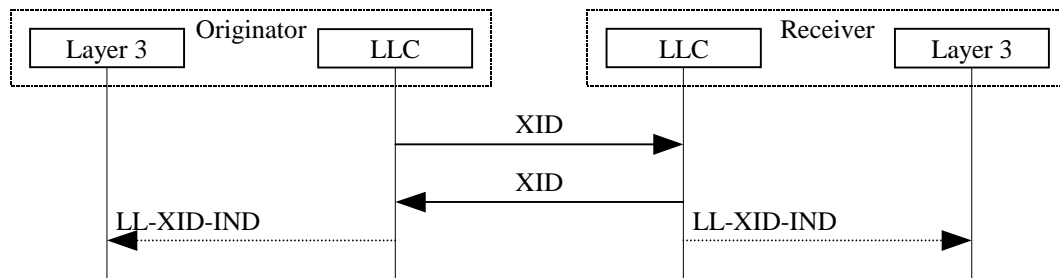 Originator
Receiver
Layer 3
LLC
LLC
Layer 3
XID
XID
LL-XID-IND
LL-XID-IND